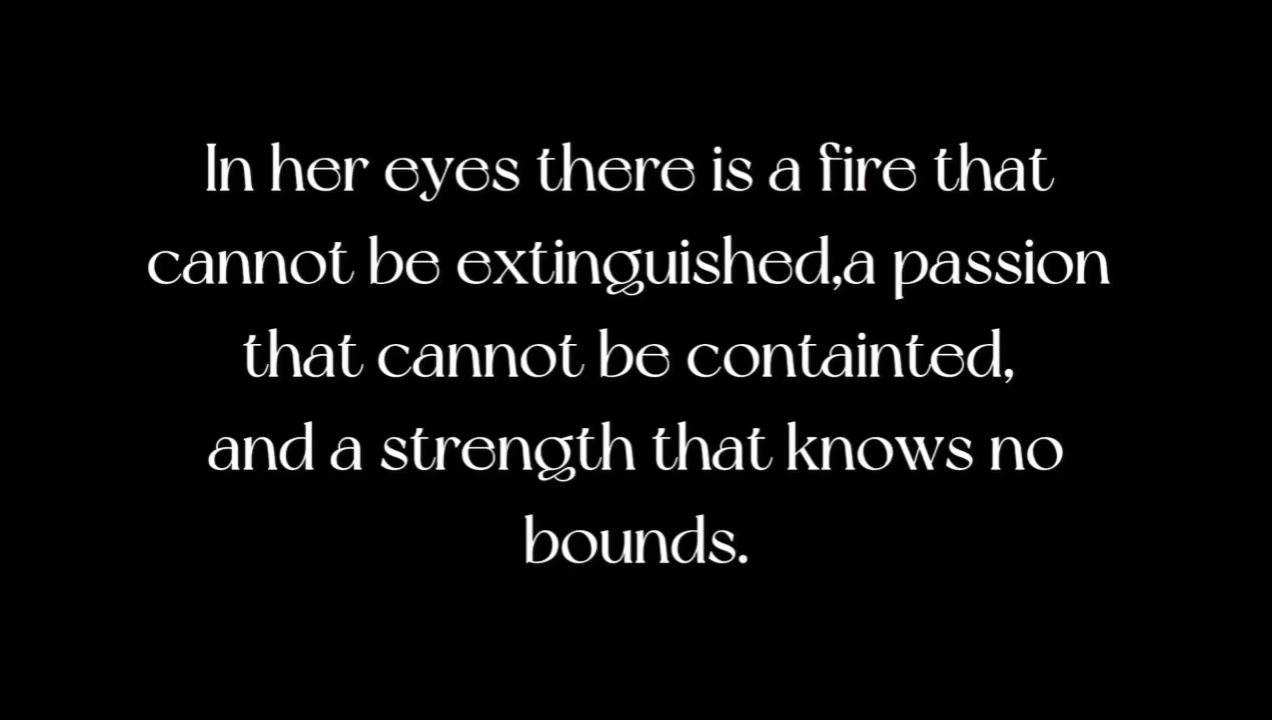 In her eyes there is a fire that
cannot be extinguished,a passion
that cannot be containted,
and a strength that knows no
bounds.